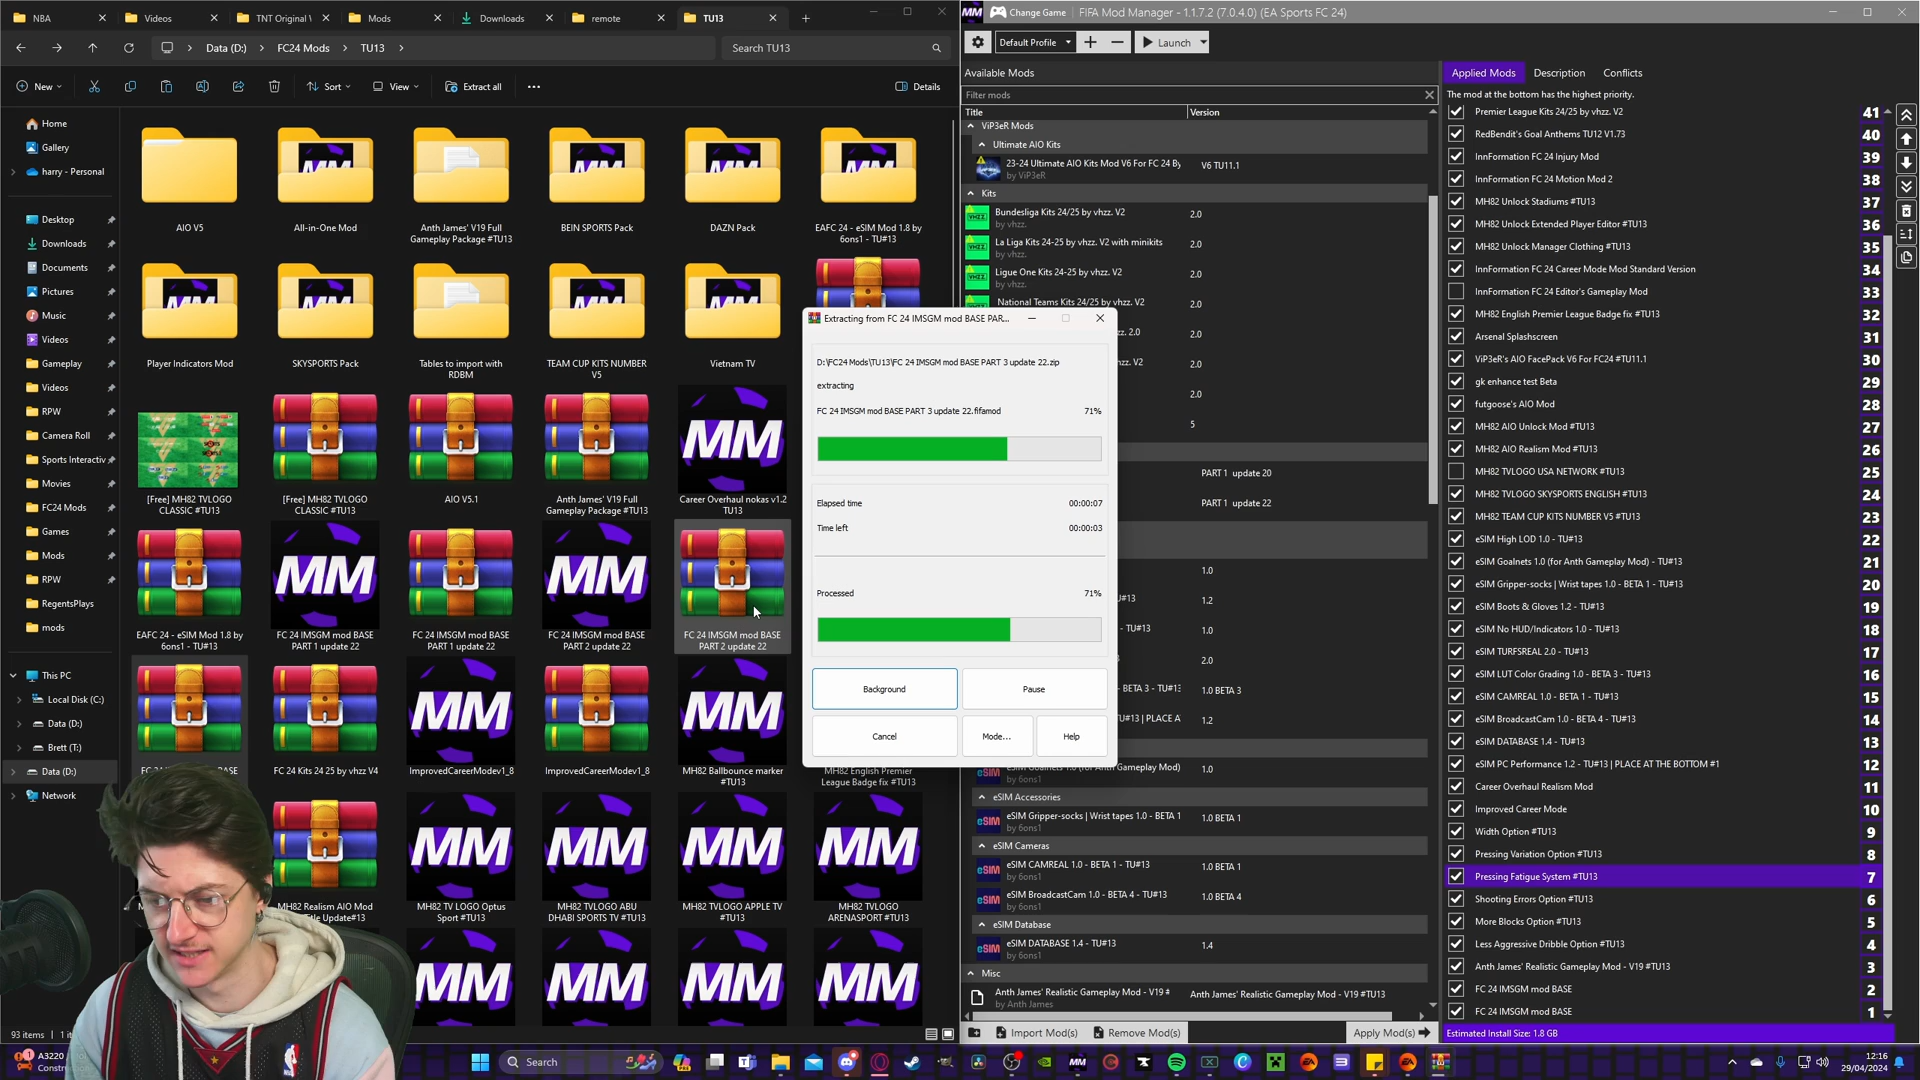 NBA
Videos
TNT Original
Mods
Downloads
remote
TU13
Data (D:)
FC24 Mods
TU13
Search TU13
New
Sort
View
Extract all
Details
Home
Gallery
harry - Personal
Desktop
Downloads
Documents
Pictures
Music
Videos
Gameplay
Videos
RPW
Camera Roll
Sports Interactiv
Movies
FC24 Mods
Games
Mods
RPW
RegentsPlays
mods
This PC
Local Disk (C:)
Data (D:)
Brett (T:)
Data (D:)
Network
AIO V5
All-in-One Mod
Anth James' V19 Full
Gameplay Package #TU13
BEIN SPORTS Pack
DAZN Pack
EAFC 24 - eSIM Mod 1.8 by
6ons1 - TU#13
Player Indicators Mod
SKYSPORTS Pack
Tables to import with
RDBM
TEAM CUP KITS NUMBER
V5
Vietnam TV
[Free] MH82 TVLOGO
CLASSIC #TU13
[Free] MH82 TVLOGO
CLASSIC #TU13
AIO V5.1
Anth James' V19 Full
Gameplay Package #TU13
Career Overhaul nokas v1.2
TU13
EAFC 24 - eSIM Mod 1.8 by
6ons1 - TU#13
FC 24 IMSGM mod BASE
PART 1 update 22
FC 24 IMSGM mod BASE
PART 1 update 22
FC 24 IMSGM mod BASE
PART 2 update 22
FC 24 IMSGM mod BASE
PART 2 update 22
FC 24 Kits 24 25 by vhzz V4
ImprovedCareerModev1_8
ImprovedCareerModev1_8
MH82 Ballbounce marker
#TU13
MH82 English Premier
League Badge fix #TU13
MH82 Realism AIO Mod
Title Update#13
MH82 TV LOGO Optus
Sport #TU13
MH82 TVLOGO ABU
DHABI SPORTS TV #TU13
MH82 TVLOGO APPLE TV
#TU13
MH82 TVLOGO
ARENASPORT #TU13
93 items
Extracting from FC 24 IMSGM mod BASE PAR...
D:\FC24 Mods\TU13\FC 24 IMSGM mod BASE PART 3 update 22.zip
extracting
FC 24 IMSGM mod BASE PART 3 update 22.fifamod
71%
Elapsed time
00:00:07
Time left
00:00:03
Processed
71%
Background
Pause
Cancel
Mode...
Help
MM
Change Game
FIFA Mod Manager - 1.1.7.2 (7.0.4.0) (EA Sports FC 24)
Default Profile
Launch
Available Mods
Filter mods
Title
Version
ViP3eR Mods
Ultimate AIO Kits
23-24 Ultimate AIO Kits Mod V6 For FC 24 By
by ViP3eR
V6 TU11.1
Kits
Bundesliga Kits 24/25 by vhzz. V2
by vhzz.
2.0
La Liga Kits 24-25 by vhzz. V2 with minikits
by vhzz.
2.0
Ligue One Kits 24-25 by vhzz. V2
by vhzz.
2.0
National Teams Kits 24/25 by vhzz. V2
2.0
zz. 2.0
2.0
zz. V2
2.0
2.0
5
PART 1 update 20
PART 1 update 22
1.0
#13
1.2
- TU#13
1.0
2.0
- BETA 3 - TU#13
1.0 BETA 3
U#13 | PLACE A
1.2
eSIM Goalnets 1.0 (for Anth Gameplay Mod)
by 6ons1
1.0
eSIM Accessories
eSIM Gripper-socks | Wrist tapes 1.0 - BETA 1
by 6ons1
1.0 BETA 1
eSIM Cameras
eSIM CAMREAL 1.0 - BETA 1 - TU#13
by 6ons1
1.0 BETA 1
eSIM BroadcastCam 1.0 - BETA 4 - TU#13
by 6ons1
1.0 BETA 4
eSIM Database
eSIM DATABASE 1.4 - TU#13
by 6ons1
1.4
Misc
Anth James' Realistic Gameplay Mod - V19 #
by Anth James
Anth James' Realistic Gameplay Mod - V19 #TU13
Import Mod(s)
Remove Mod(s)
Apply Mod(s)
Applied Mods
Description
Conflicts
The mod at the bottom has the highest priority.
Premier League Kits 24/25 by vhzz. V2 41
RedBendit's Goal Anthems TU12 V1.73 40
InnFormation FC 24 Injury Mod 39
InnFormation FC 24 Motion Mod 2 38
MH82 Unlock Stadiums #TU13 37
MH82 Unlock Extended Player Editor #TU13 36
MH82 Unlock Manager Clothing #TU13 35
InnFormation FC 24 Career Mode Mod Standard Version 34
InnFormation FC 24 Editor's Gameplay Mod 33
MH82 English Premier League Badge fix #TU13 32
Arsenal Splashscreen 31
ViP3eR's AIO FacePack V6 For FC24 #TU11.1 30
gk enhance test Beta 29
futgoose's AIO Mod 28
MH82 AIO Unlock Mod #TU13 27
MH82 AIO Realism Mod #TU13 26
MH82 TVLOGO USA NETWORK #TU13 25
MH82 TVLOGO SKYSPORTS ENGLISH #TU13 24
MH82 TEAM CUP KITS NUMBER V5 #TU13 23
eSIM High LOD 1.0 - TU#13 22
eSIM Goalnets 1.0 (for Anth Gameplay Mod) - TU#13 21
eSIM Gripper-socks | Wrist tapes 1.0 - BETA 1 - TU#13 20
eSIM Boots & Gloves 1.2 - TU#13 19
eSIM No HUD/Indicators 1.0 - TU#13 18
eSIM TURFSREAL 2.0 - TU#13 17
eSIM LUT Color Grading 1.0 - BETA 3 - TU#13 16
eSIM CAMREAL 1.0 - BETA 1 - TU#13 15
eSIM BroadcastCam 1.0 - BETA 4 - TU#13 14
eSIM DATABASE 1.4 - TU#13 13
eSIM PC Performance 1.2 - TU#13 | PLACE AT THE BOTTOM #1 12
Career Overhaul Realism Mod 11
Improved Career Mode 10
Width Option #TU13 9
Pressing Variation Option #TU13 8
Pressing Fatigue System #TU13 7
Shooting Errors Option #TU13 6
More Blocks Option #TU13 5
Less Aggressive Dribble Option #TU13 4
Anth James' Realistic Gameplay Mod - V19 #TU13 3
FC 24 IMSGM mod BASE 2
FC 24 IMSGM mod BASE 1
Estimated Install Size: 1.8 GB
A3220
Search
12:16
29/04/2024